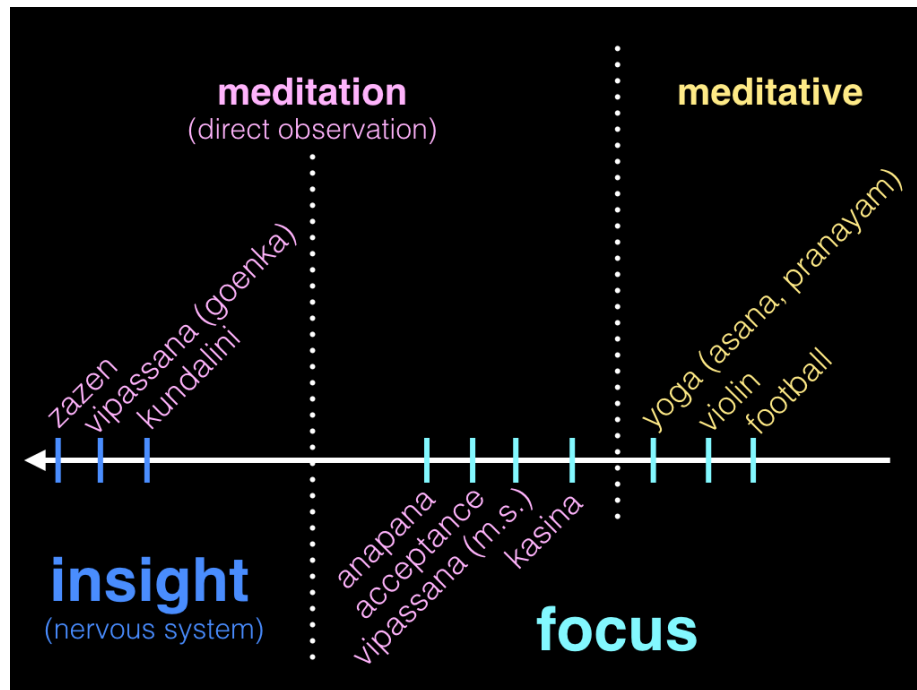 meditation
(direct observation)
meditative
zazen
vipassana (goenka)
kundalini
yoga (asana, pranayam)
violin
football
anapana
acceptance
vipassana (m.s.)
kasina
insight
(nervous system)
focus